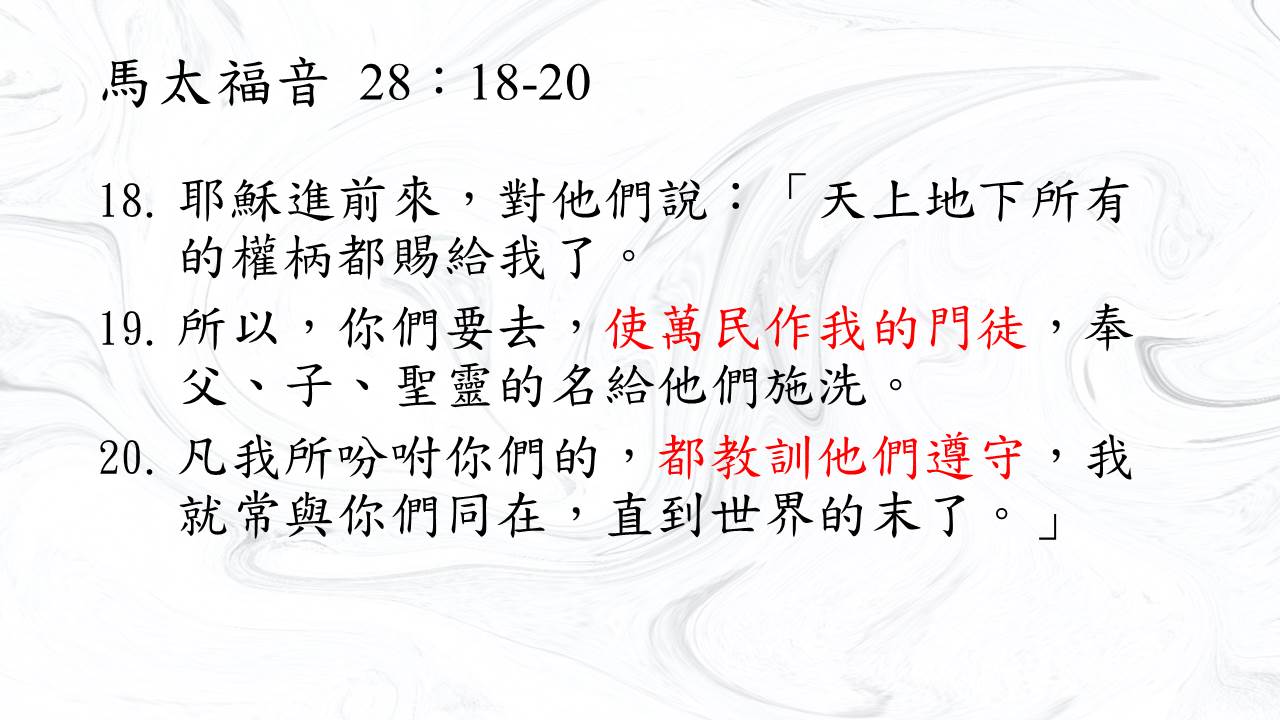 馬太福音 28：18-20
18. 耶穌進前來，對他們說：「天上地下所有
的權柄都賜給我了。
19. 所以，你們要去，使萬民作我的門徒，奉
父、子、聖靈的名給他們施洗。
20. 凡我所吩咐你們的，都教訓他們遵守，我
就常與你們同在，直到世界的末了。」